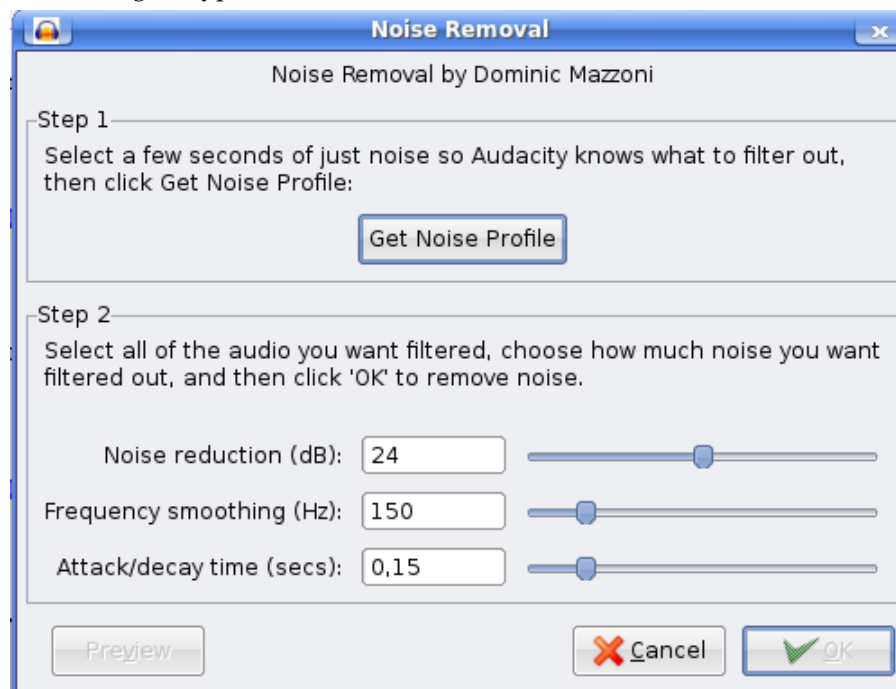 Noise Removal
Noise Removal by Dominic Mazzoni
Step 1
Select a few seconds of just noise so Audacity knows what to filter out,
then click Get Noise Profile:
Get Noise Profile
Step 2
Select all of the audio you want filtered, choose how much noise you want
filtered out, and then click 'OK' to remove noise.
Noise reduction (dB): 24
Frequency smoothing (Hz): 150
Attack/decay time (secs): 0,15
Preview Cancel OK